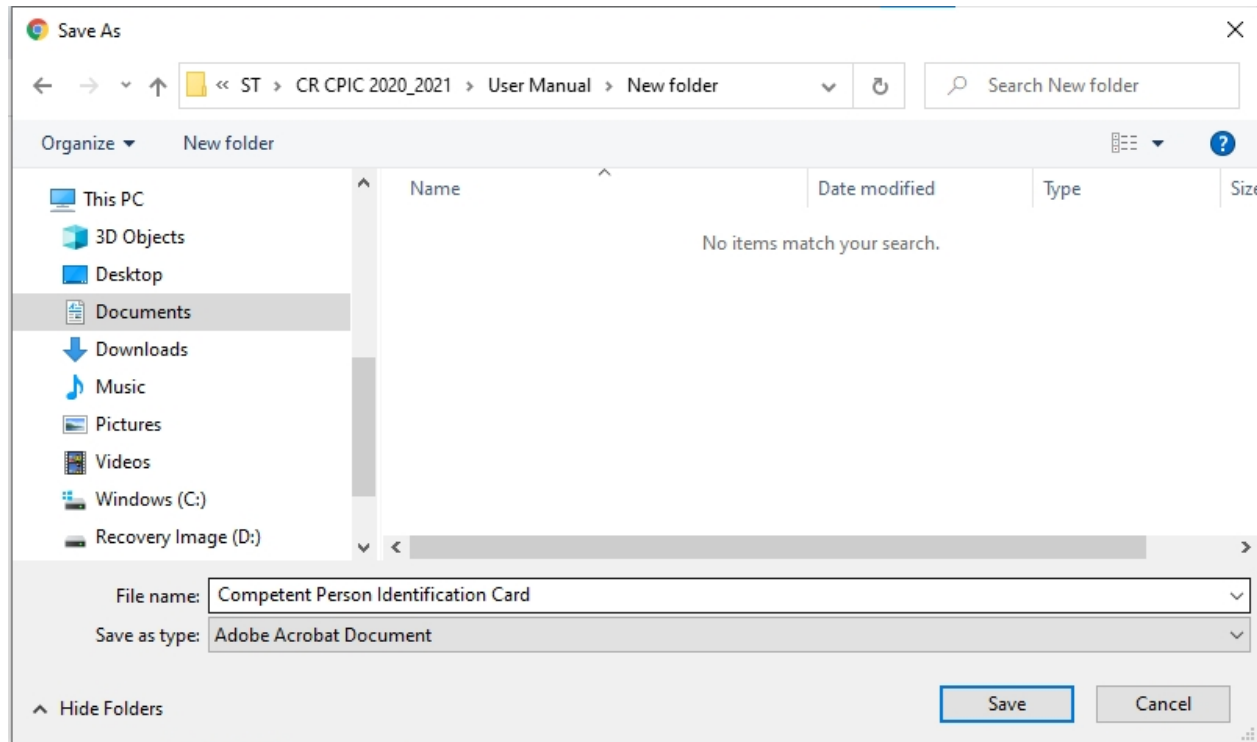 Save As
« ST > CR CPIC 2020_2021 > User Manual > New folder
Search New folder
Organize
New folder
This PC
3D Objects
Desktop
Documents
Downloads
Music
Pictures
Videos
Windows (C:)
Recovery Image (D:)
Name Date modified Type Size
No items match your search.
File name: Competent Person Identification Card
Save as type: Adobe Acrobat Document
Hide Folders
Save
Cancel